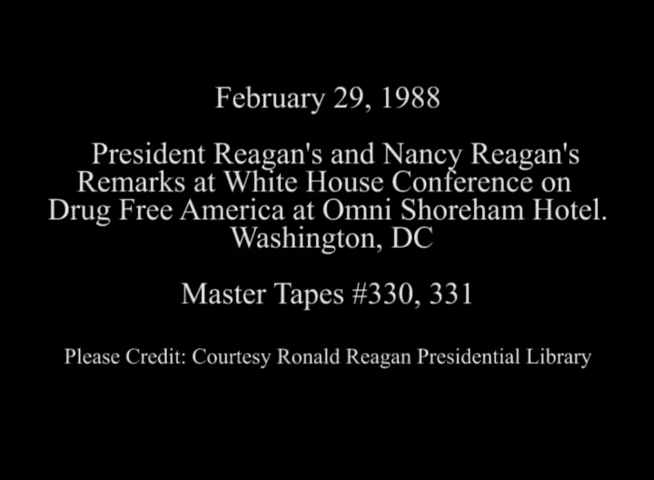 February 29, 1988
President Reagan's and Nancy Reagan's
Remarks at White House Conference on
Drug Free America at Omni Shoreham Hotel.
Washington, DC
Master Tapes #330, 331
Please Credit: Courtesy Ronald Reagan Presidential Library